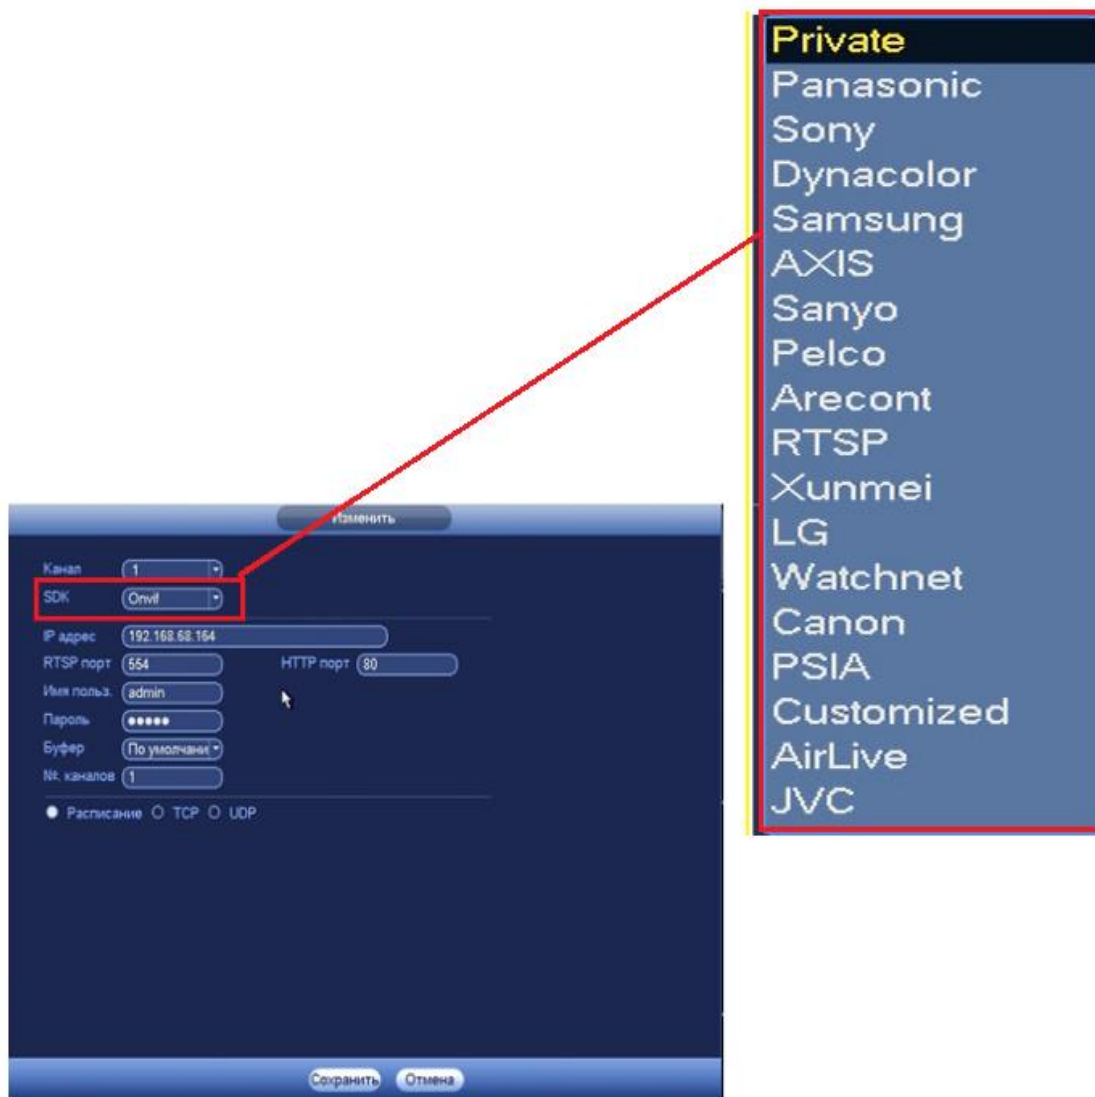 Private
Panasonic
Sony
Dynacolor
Samsung
AXIS
Sanyo
Pelco
Arecont
RTSP
Xunmei
LG
Watchnet
Canon
PSIA
Customized
AirLive
JVC
Изменить
Канал 1
SDK Onvif
IP адрес 192.168.68.164
RTSP порт 554 HTTP порт 80
Имя польз. admin
Пароль •••••
Буфер По умолчани
№. каналов 1
Расписание TCP UDP
Сохранить Отмена